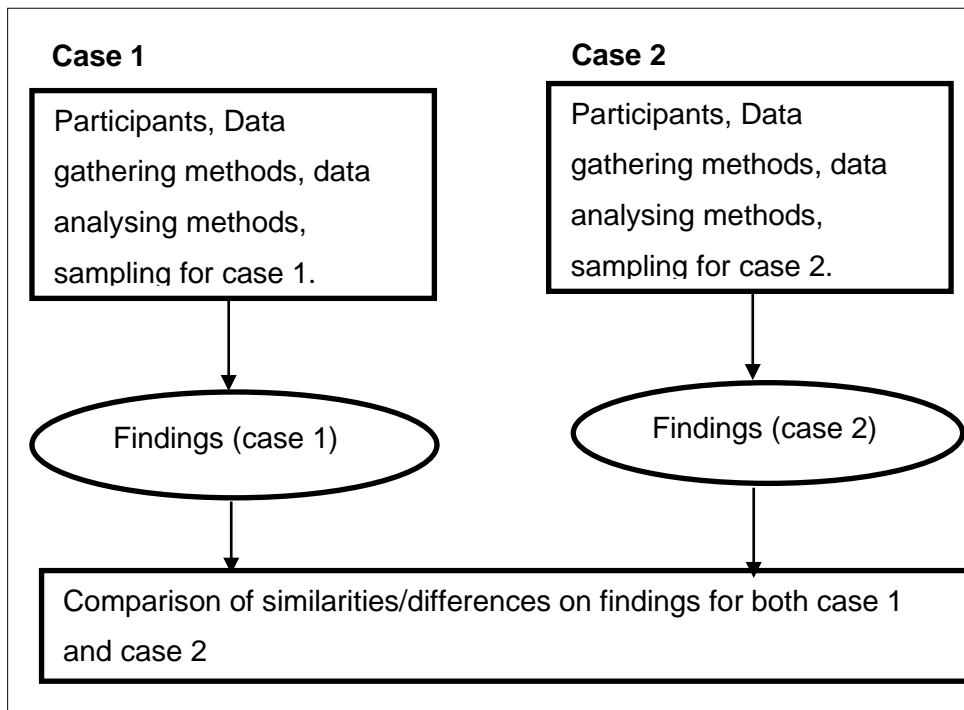 Case 1
Participants, Data
gathering methods, data
analysing methods,
sampling for case 1.
Case 2
Participants, Data
gathering methods, data
analysing methods,
sampling for case 2.
Findings (case 1)
Findings (case 2)
Comparison of similarities/differences on findings for both case 1
and case 2